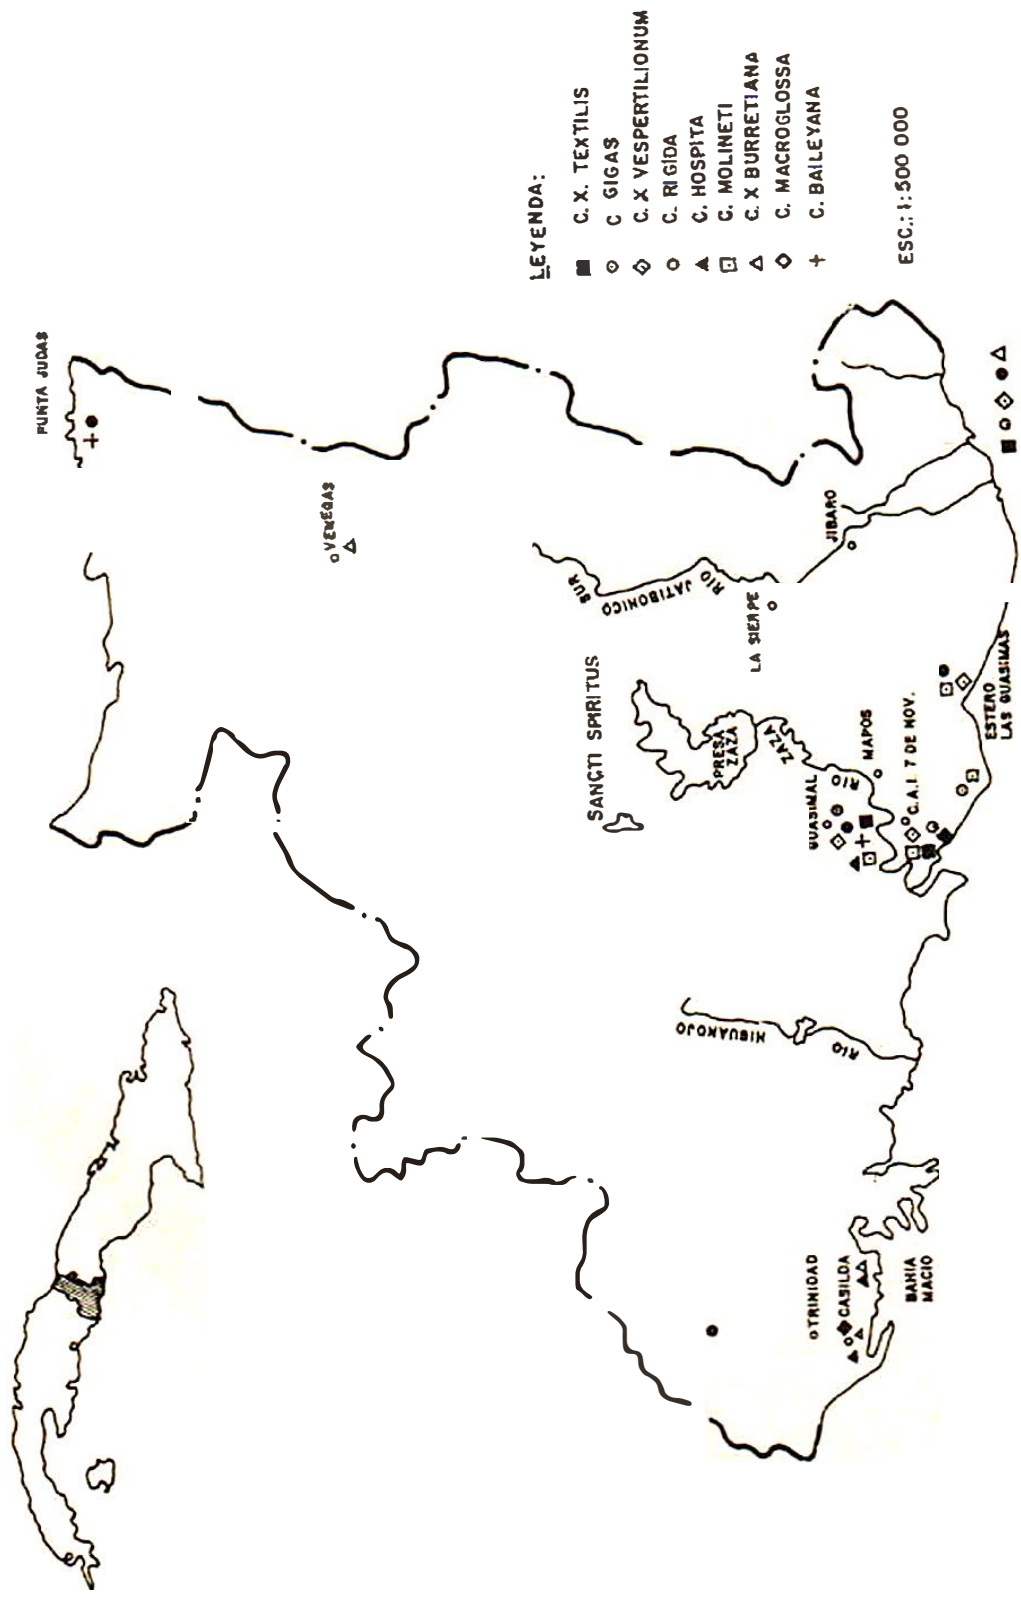 PUNTA JUDAS
VENEGAS
SUR
JATIBONICO
RIO
JIBARO
LA SIERPE
SANCTI SPIRITUS
PRESA
ZAZA
ZAZA
RIO
MAPOS
GUASIMAL
C.A.I. 7 DE NOV.
ESTERO
LAS GUASIMAS
HIGUANOJO
RIO
TRINIDAD
CASILDA
BAHIA
MACIO
LEYENDA:
C.X. TEXTILIS
C GIGAS
C.X VESPERTILIONUM
C. RIGIDA
C. HOSPITA
C. MOLINETI
C.X BURRETIANA
C. MACROGLOSSA
C. BAILEYANA
ESC.: 1:500 000